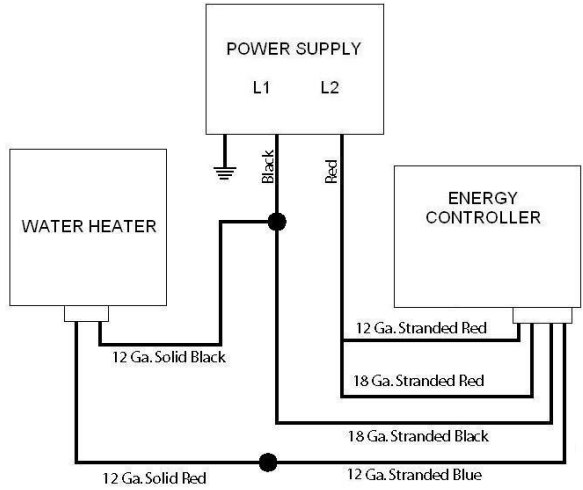 POWER SUPPLY
L1 L2
Black
Red
WATER HEATER
ENERGY
CONTROLLER
12 Ga. Stranded Red
12 Ga. Solid Black
18 Ga. Stranded Red
18 Ga. Stranded Black
12 Ga. Solid Red
12 Ga. Stranded Blue